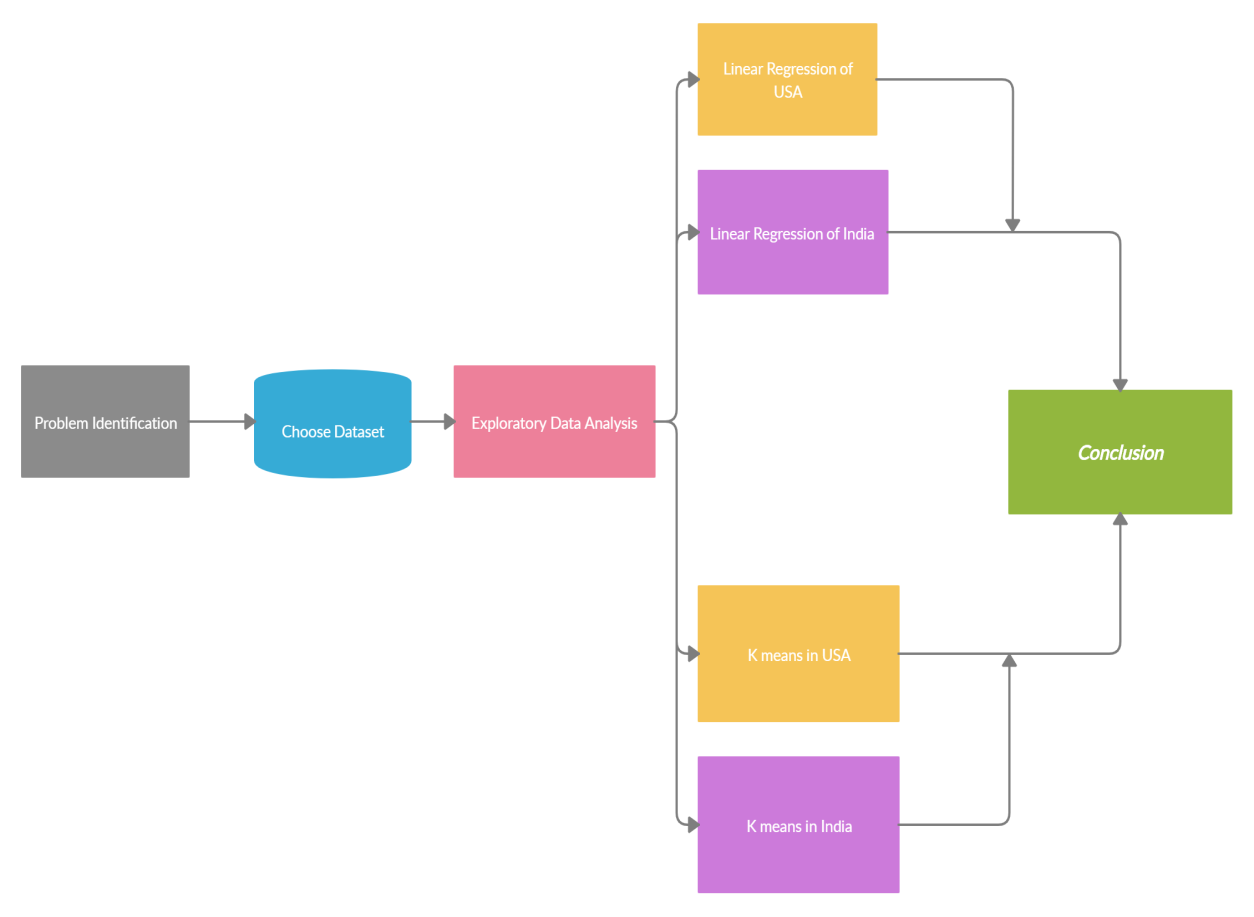 Linear Regression of
USA
Linear Regression of India
Problem Identification
Choose Dataset
Exploratory Data Analysis
Conclusion
K means in USA
K means in India